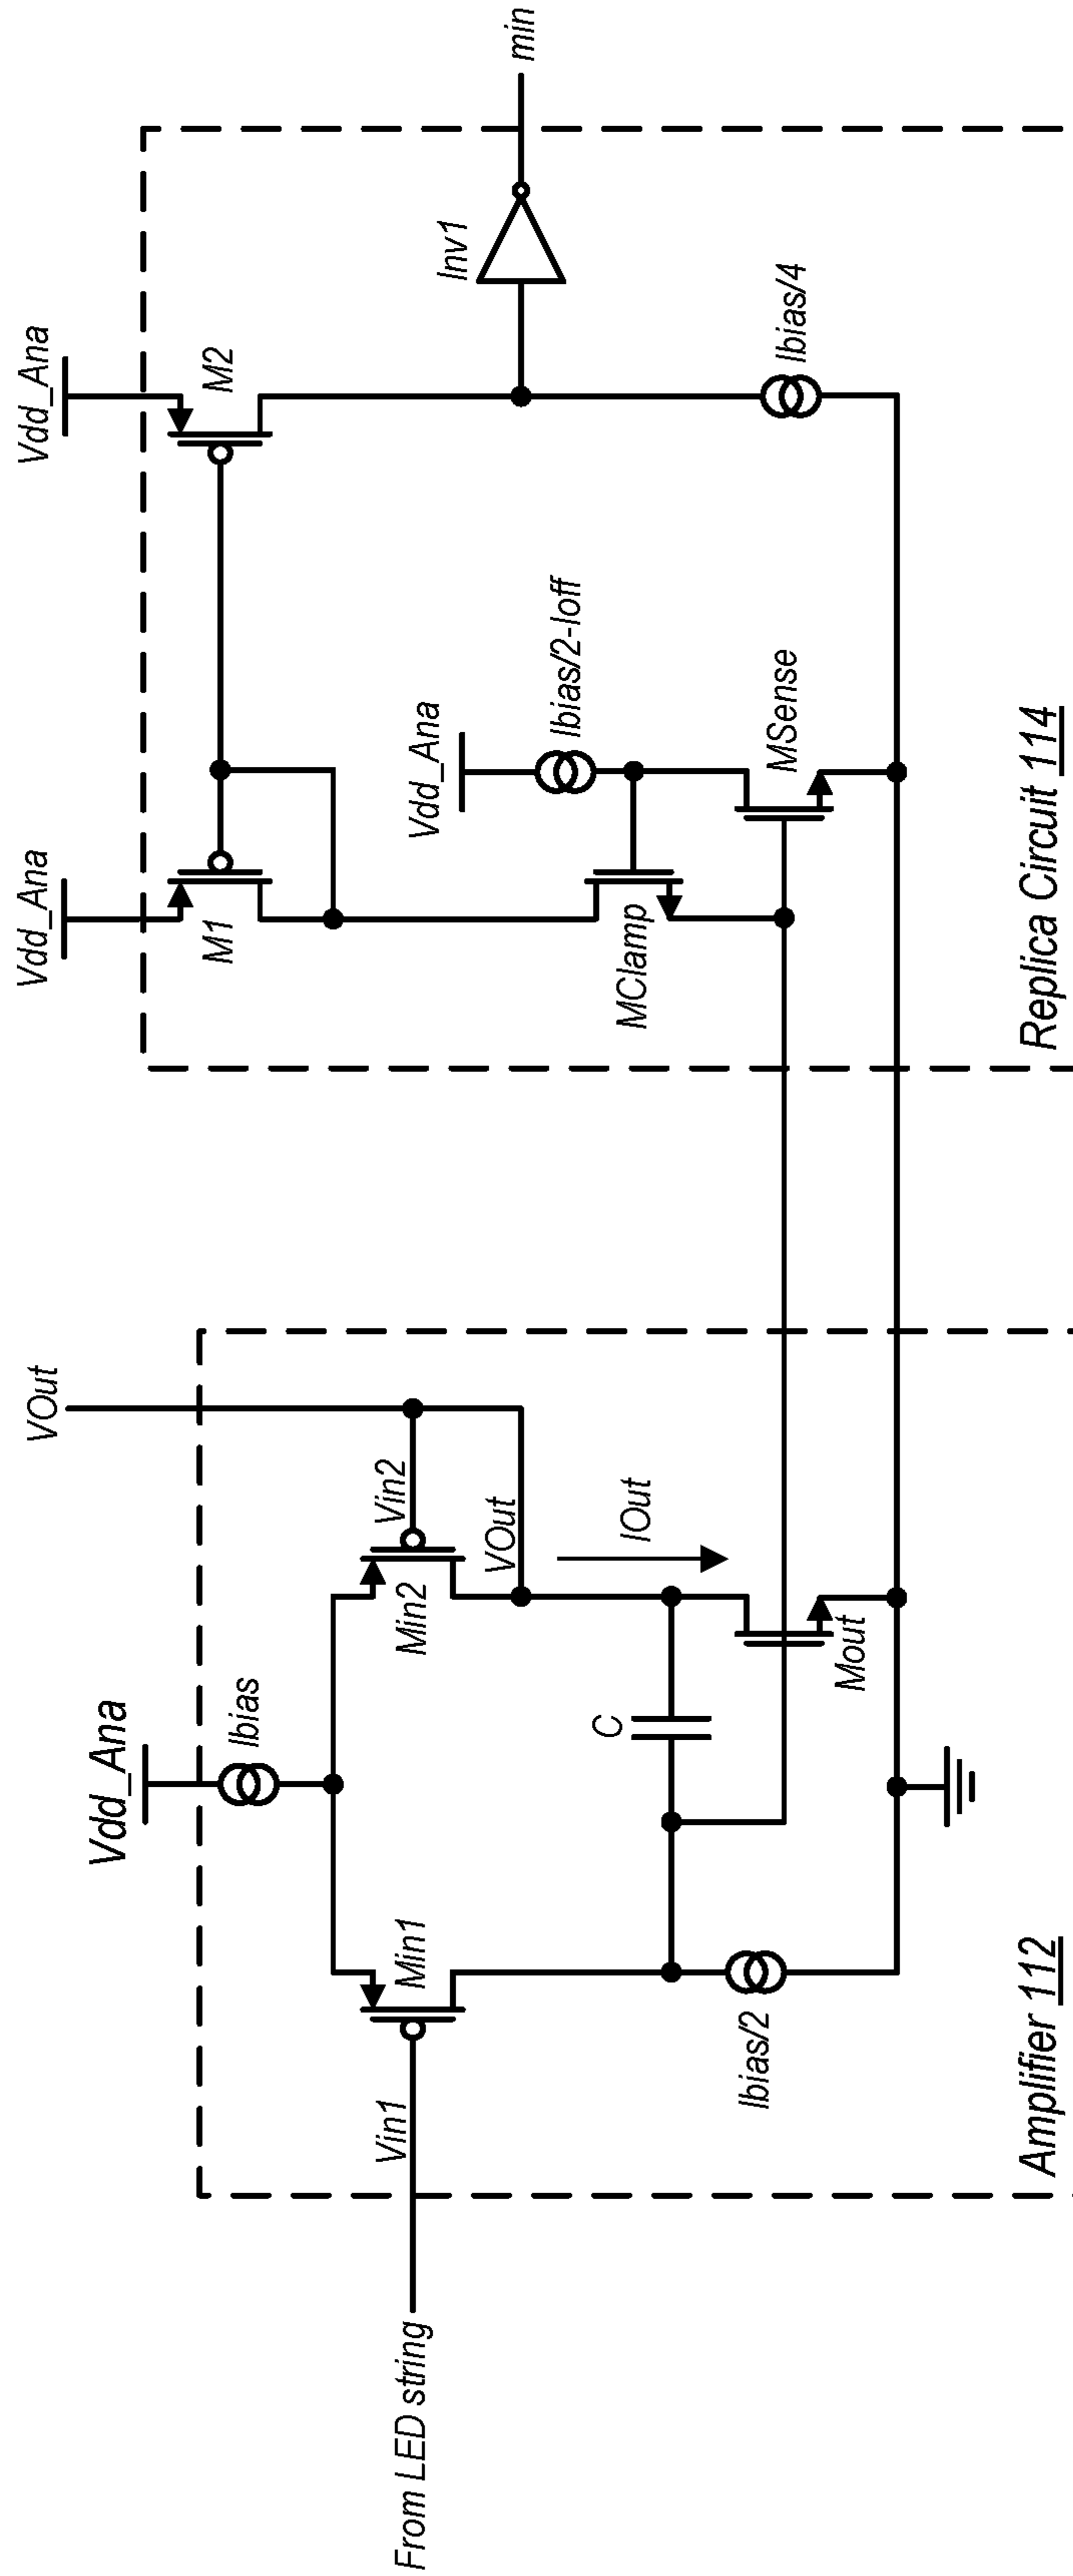 VOut
Vdd_Ana
Ibias
From LED string
Vin1
Min1
Min2
Vin2
VOut
IOut
C
Ibias/2
Mout
Amplifier 112
Vdd_Ana
Vdd_Ana
M1
M2
Vdd_Ana
Ibias/2-Ioff
MClamp
MSense
Inv1
min
Ibias/4
Replica Circuit 114